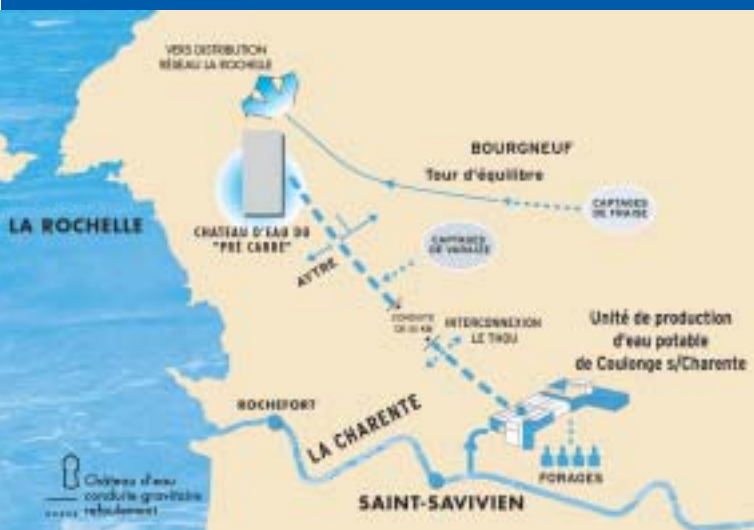 VERS DISTRIBUTION
RÉSEAU LA ROCHELLE
BOURGNEUF
Tour d'équilibre
CAPTAGES
DE FRAISE
LA ROCHELLE
CHATEAU D'EAU DU
"PRÉ CARRÉ"
CAPTAGES
DE VARAIZE
AYTRE
CONDUITE
INTERCONNEXION
LE THOU
Unité de production
d'eau potable
de Coulonge s/Charente
ROCHEFORT
LA CHARENTE
FORAGES
SAINT-SAVIVIEN
Château d'eau
conduite gravitaire
refoulement